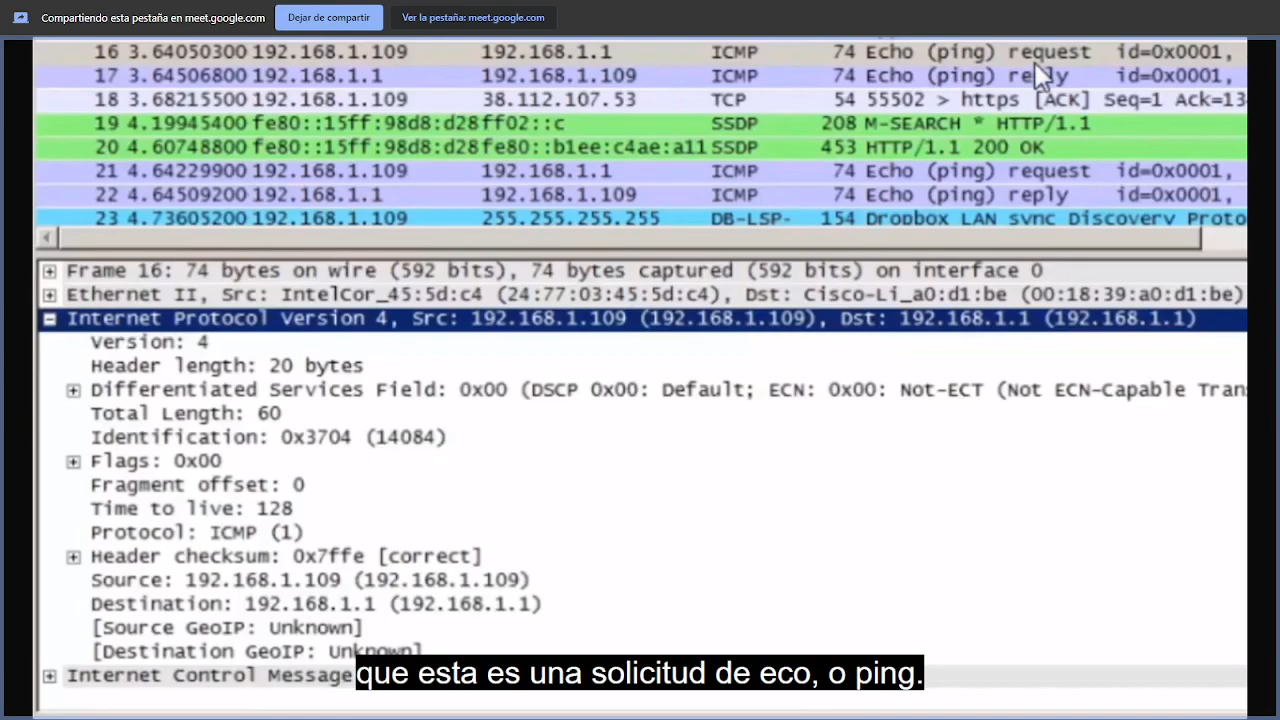 Compartiendo esta pestaña en meet.google.com Dejar de compartir Ver la pestaña: meet.google.com
16 3.64050300 192.168.1.109 192.168.1.1 ICMP 74 Echo (ping) request id=0x0001,
17 3.64506800 192.168.1.1 192.168.1.109 ICMP 74 Echo (ping) reply id=0x0001,
18 3.68215500 192.168.1.109 38.112.107.53 TCP 54 55502 > https [ACK] Seq=1 Ack=13
19 4.19945400 fe80::15ff:98d8:d28 ff02::c SSDP 208 M-SEARCH * HTTP/1.1
20 4.60748800 fe80::15ff:98d8:d28 fe80::b1ee:c4ae:a11 SSDP 453 HTTP/1.1 200 OK
21 4.64229900 192.168.1.109 192.168.1.1 ICMP 74 Echo (ping) request id=0x0001,
22 4.64509200 192.168.1.1 192.168.1.109 ICMP 74 Echo (ping) reply id=0x0001,
23 4.73605200 192.168.1.109 255.255.255.255 DB-LSP- 154 Dropbox LAN sync Discovery Proto
Frame 16: 74 bytes on wire (592 bits), 74 bytes captured (592 bits) on interface 0
Ethernet II, Src: IntelCor_45:5d:c4 (24:77:03:45:5d:c4), Dst: Cisco-Li_a0:d1:be (00:18:39:a0:d1:be)
Internet Protocol Version 4, Src: 192.168.1.109 (192.168.1.109), Dst: 192.168.1.1 (192.168.1.1)
Version: 4
Header length: 20 bytes
Differentiated Services Field: 0x00 (DSCP 0x00: Default; ECN: 0x00: Not-ECT (Not ECN-Capable Tran
Total Length: 60
Identification: 0x3704 (14084)
Flags: 0x00
Fragment offset: 0
Time to live: 128
Protocol: ICMP (1)
Header checksum: 0x7ffe [correct]
Source: 192.168.1.109 (192.168.1.109)
Destination: 192.168.1.1 (192.168.1.1)
[Source GeoIP: Unknown]
[Destination GeoIP: Unknown]
Internet Control Message
que esta es una solicitud de eco, o ping.